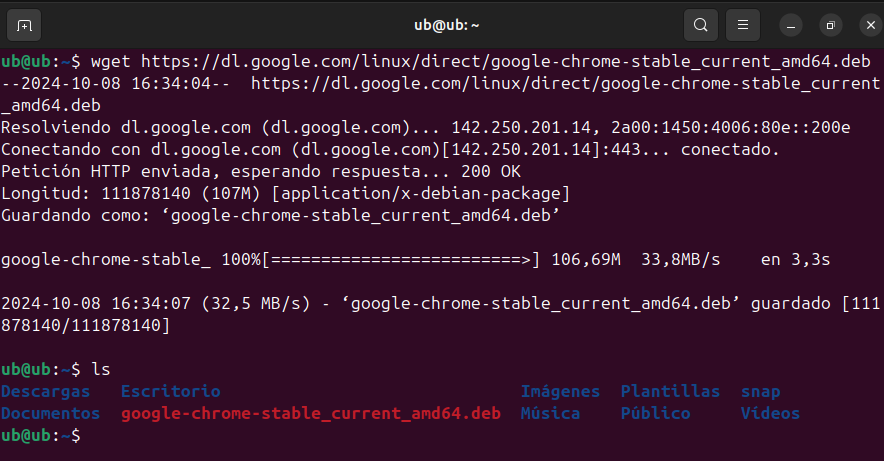 ub@ub: ~
ub@ub:~$ wget https://dl.google.com/linux/direct/google-chrome-stable_current_amd64.deb
--2024-10-08 16:34:04--  https://dl.google.com/linux/direct/google-chrome-stable_current
_amd64.deb
Resolviendo dl.google.com (dl.google.com)... 142.250.201.14, 2a00:1450:4006:80e::200e
Conectando con dl.google.com (dl.google.com)[142.250.201.14]:443... conectado.
Petición HTTP enviada, esperando respuesta... 200 OK
Longitud: 111878140 (107M) [application/x-debian-package]
Guardando como: ‘google-chrome-stable_current_amd64.deb’
google-chrome-stable_ 100%[=========================>] 106,69M  33,8MB/s    en 3,3s
2024-10-08 16:34:07 (32,5 MB/s) - ‘google-chrome-stable_current_amd64.deb’ guardado [111
878140/111878140]
ub@ub:~$ ls
Descargas   Escritorio                              Imágenes  Plantillas  snap
Documentos  google-chrome-stable_current_amd64.deb  Música    Público     Vídeos
ub@ub:~$